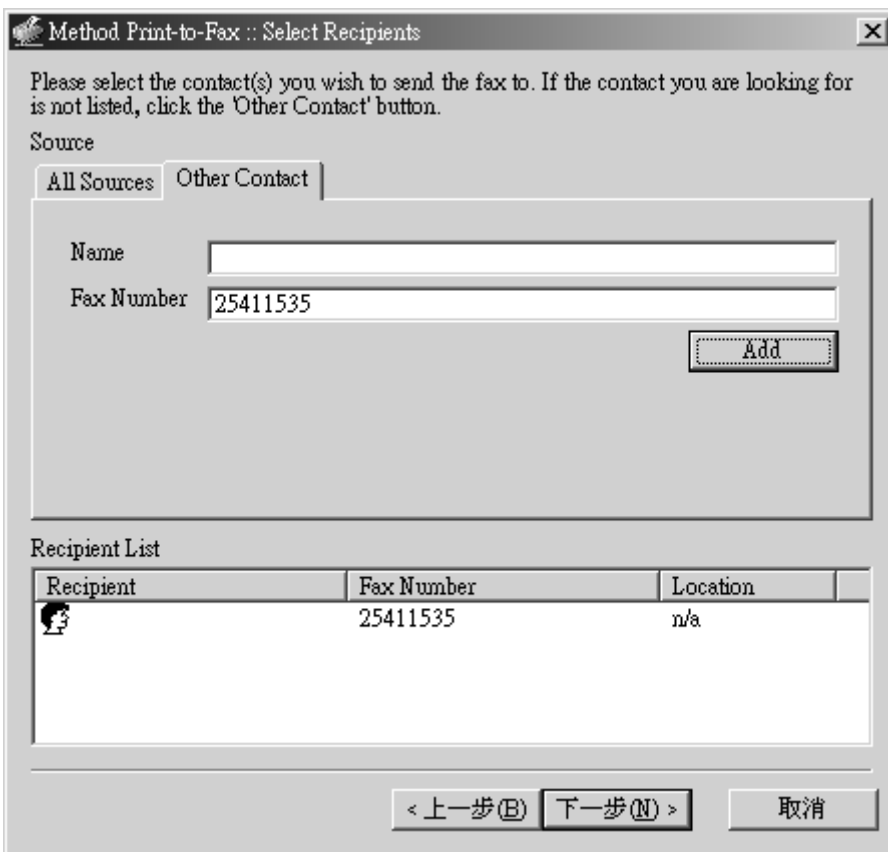 Method Print-to-Fax :: Select Recipients
Please select the contact(s) you wish to send the fax to. If the contact you are looking for
is not listed, click the 'Other Contact' button.
Source
All Sources Other Contact
Name
Fax Number 25411535
Add
Recipient List
Recipient Fax Number Location
25411535 n/a
< 上一步(B) 下一步(N) > 取消